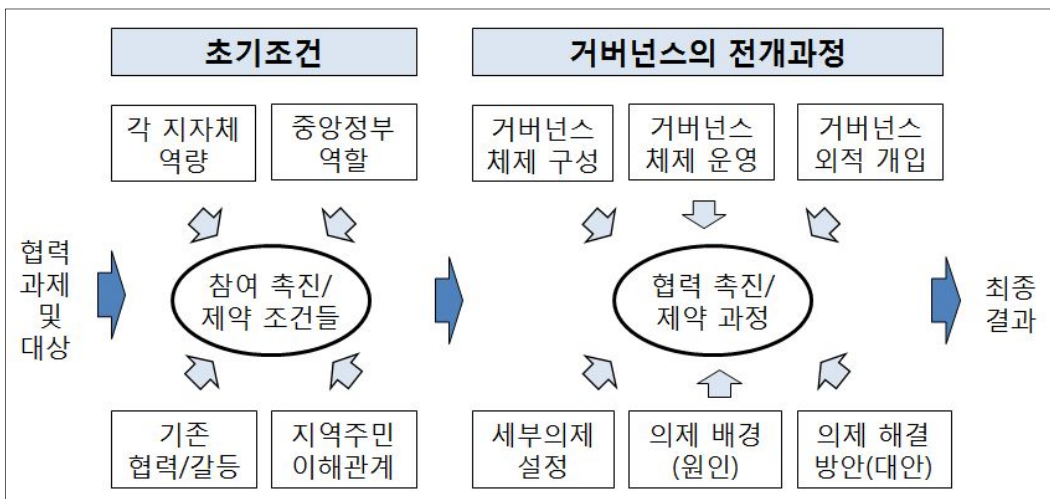 초기조건
거버넌스의 전개과정
각 지자체
역량
중앙정부
역할
거버넌스
체제 구성
거버넌스
체제 운영
거버넌스
외적 개입
협력
과제
및
대상
참여 촉진/
제약 조건들
협력 촉진/
제약 과정
최종
결과
기존
협력/갈등
지역주민
이해관계
세부의제
설정
의제 배경
(원인)
의제 해결
방안(대안)